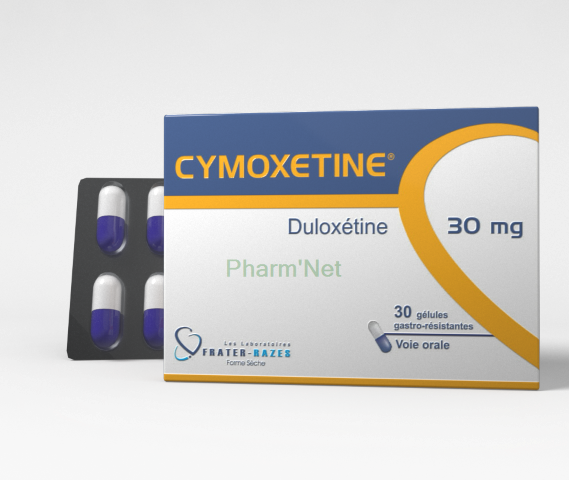 CYMOXETINE®
Duloxétine
30 mg
Pharm'Net
30 gélules
gastro-résistantes
Voie orale
Les Laboratoires
FRATER-RAZES
Forme Sèche